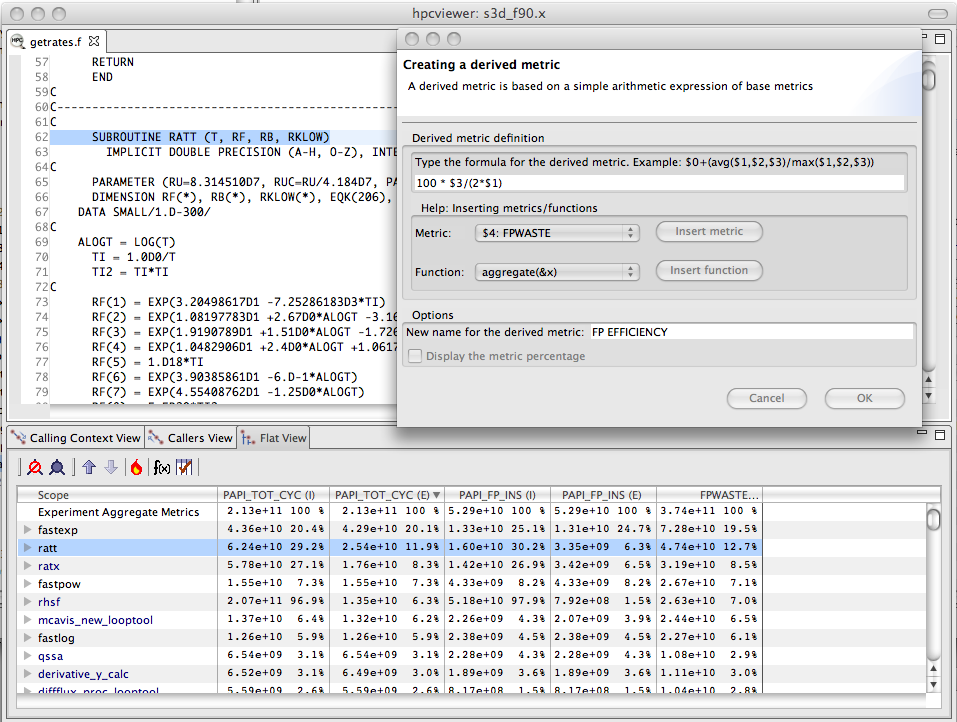 hpcviewer: s3d_f90.x
getrates.f
57 RETURN
58 END
59 C
60 C----------------------------------------------------------------
61 C
62 SUBROUTINE RATT (T, RF, RB, RKLOW)
63 IMPLICIT DOUBLE PRECISION (A-H, O-Z), INTE
64 C
65 PARAMETER (RU=8.314510D7, RUC=RU/4.184D7, PA
66 DIMENSION RF(*), RB(*), RKLOW(*), EQK(206),
67 DATA SMALL/1.D-300/
68 C
69 ALOGT = LOG(T)
70 TI = 1.0D0/T
71 TI2 = TI*TI
72 C
73 RF(1) = EXP(3.20498617D1 -7.25286183D3*TI)
74 RF(2) = EXP(1.08197783D1 +2.67D0*ALOGT -3.16
75 RF(3) = EXP(1.9190789D1 +1.51D0*ALOGT -1.726
76 RF(4) = EXP(1.0482906D1 +2.4D0*ALOGT +1.0617
77 RF(5) = 1.D18*TI
78 RF(6) = EXP(3.90385861D1 -6.D-1*ALOGT)
79 RF(7) = EXP(4.55408762D1 -1.25D0*ALOGT)
Creating a derived metric
A derived metric is based on a simple arithmetic expression of base metrics
Derived metric definition
Type the formula for the derived metric. Example: $0+(avg($1,$2,$3)/max($1,$2,$3))
100 * $3/(2*$1)
Help: Inserting metrics/functions
Metric: $4: FPWASTE Insert metric
Function: aggregate(&x) Insert function
Options
New name for the derived metric: FP EFFICIENCY
Display the metric percentage
Cancel OK
Calling Context View Callers View Flat View
f(x)
Scope PAPI_TOT_CYC (I) PAPI_TOT_CYC (E) PAPI_FP_INS (I) PAPI_FP_INS (E) FPWASTE...
Experiment Aggregate Metrics 2.13e+11 100 % 2.13e+11 100 % 5.29e+10 100 % 5.29e+10 100 % 3.74e+11 100 %
fastexp 4.36e+10 20.4% 4.29e+10 20.1% 1.33e+10 25.1% 1.31e+10 24.7% 7.28e+10 19.5%
ratt 6.24e+10 29.2% 2.54e+10 11.9% 1.60e+10 30.2% 3.35e+09 6.3% 4.74e+10 12.7%
ratx 5.78e+10 27.1% 1.76e+10 8.3% 1.42e+10 26.9% 3.42e+09 6.5% 3.19e+10 8.5%
fastpow 1.55e+10 7.3% 1.55e+10 7.3% 4.33e+09 8.2% 4.33e+09 8.2% 2.67e+10 7.1%
rhsf 2.07e+11 96.9% 1.35e+10 6.3% 5.18e+10 97.9% 7.92e+08 1.5% 2.63e+10 7.0%
mcavis_new_looptool 1.37e+10 6.4% 1.32e+10 6.2% 2.26e+09 4.3% 2.07e+09 3.9% 2.44e+10 6.5%
fastlog 1.26e+10 5.9% 1.26e+10 5.9% 2.38e+09 4.5% 2.38e+09 4.5% 2.27e+10 6.1%
qssa 6.54e+09 3.1% 6.54e+09 3.1% 2.28e+09 4.3% 2.28e+09 4.3% 1.08e+10 2.9%
derivative_y_calc 6.52e+09 3.1% 6.49e+09 3.0% 1.89e+09 3.6% 1.89e+09 3.6% 1.11e+10 3.0%
diffflux_proc_looptool 5.59e+09 2.6% 5.59e+09 2.6% 8.17e+08 1.5% 8.17e+08 1.5% 1.04e+10 2.8%